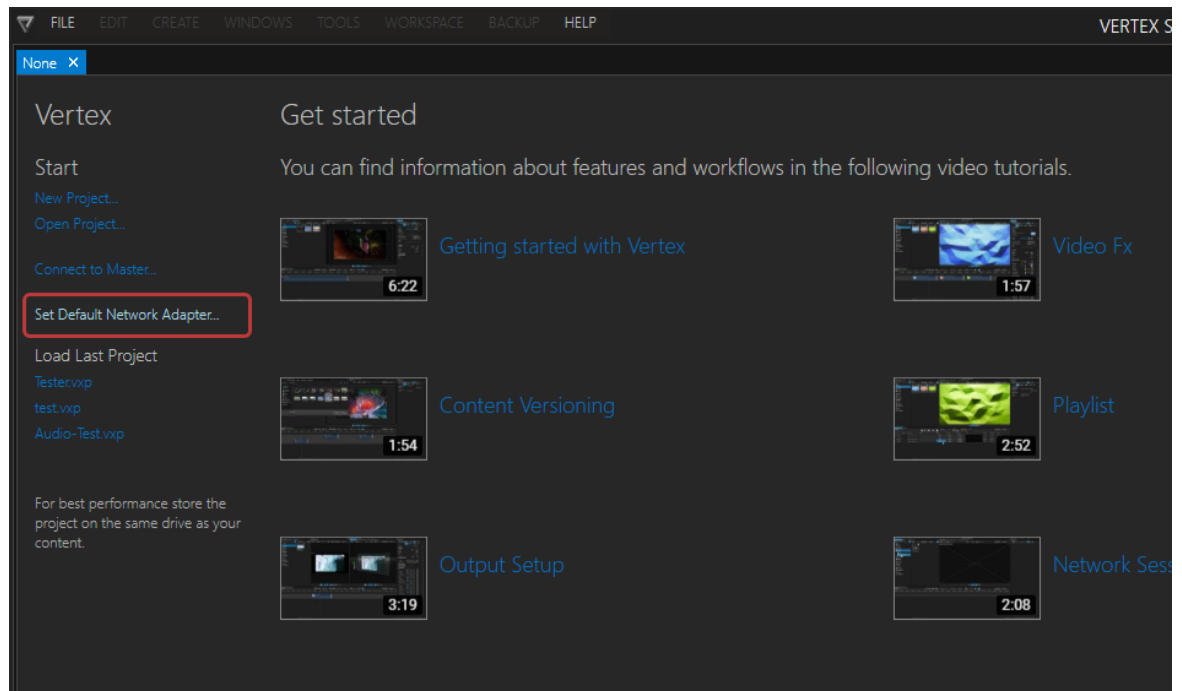 FILE EDIT CREATE WINDOWS TOOLS WORKSPACE BACKUP HELP
VERTEX S
None ×
Vertex
Start
New Project...
Open Project...
Connect to Master...
Set Default Network Adapter...
Load Last Project
Tester.vxp
test.vxp
Audio-Test.vxp
For best performance store the
project on the same drive as your
content.
Get started
You can find information about features and workflows in the following video tutorials.
6:22
Getting started with Vertex
1:57
Video Fx
1:54
Content Versioning
2:52
Playlist
3:19
Output Setup
2:08
Network Sess